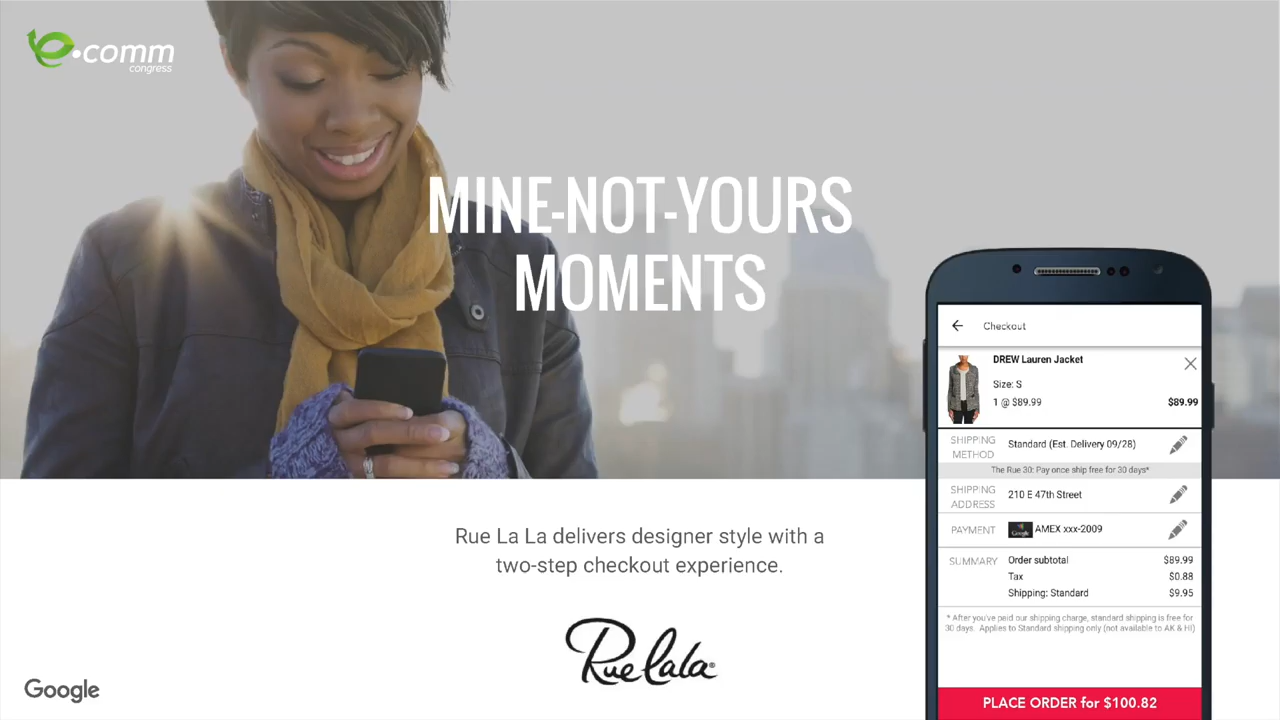 e•comm
congress
MINE-NOT-YOURS
MOMENTS
Checkout
DREW Lauren Jacket
Size: S
1 @ $89.99
$89.99
SHIPPING METHOD
Standard (Est. Delivery 09/28)
The Rue 30: Pay once ship free for 30 days*
SHIPPING ADDRESS
210 E 47th Street
PAYMENT
Google
AMEX xxx-2009
SUMMARY
Order subtotal $89.99
Tax $0.88
Shipping: Standard $9.95
* After you've paid our shipping charge, standard shipping is free for
30 days. Applies to Standard shipping only (not available to AK & HI)
PLACE ORDER for $100.82
Rue La La delivers designer style with a
two-step checkout experience.
Rue lala®
Google